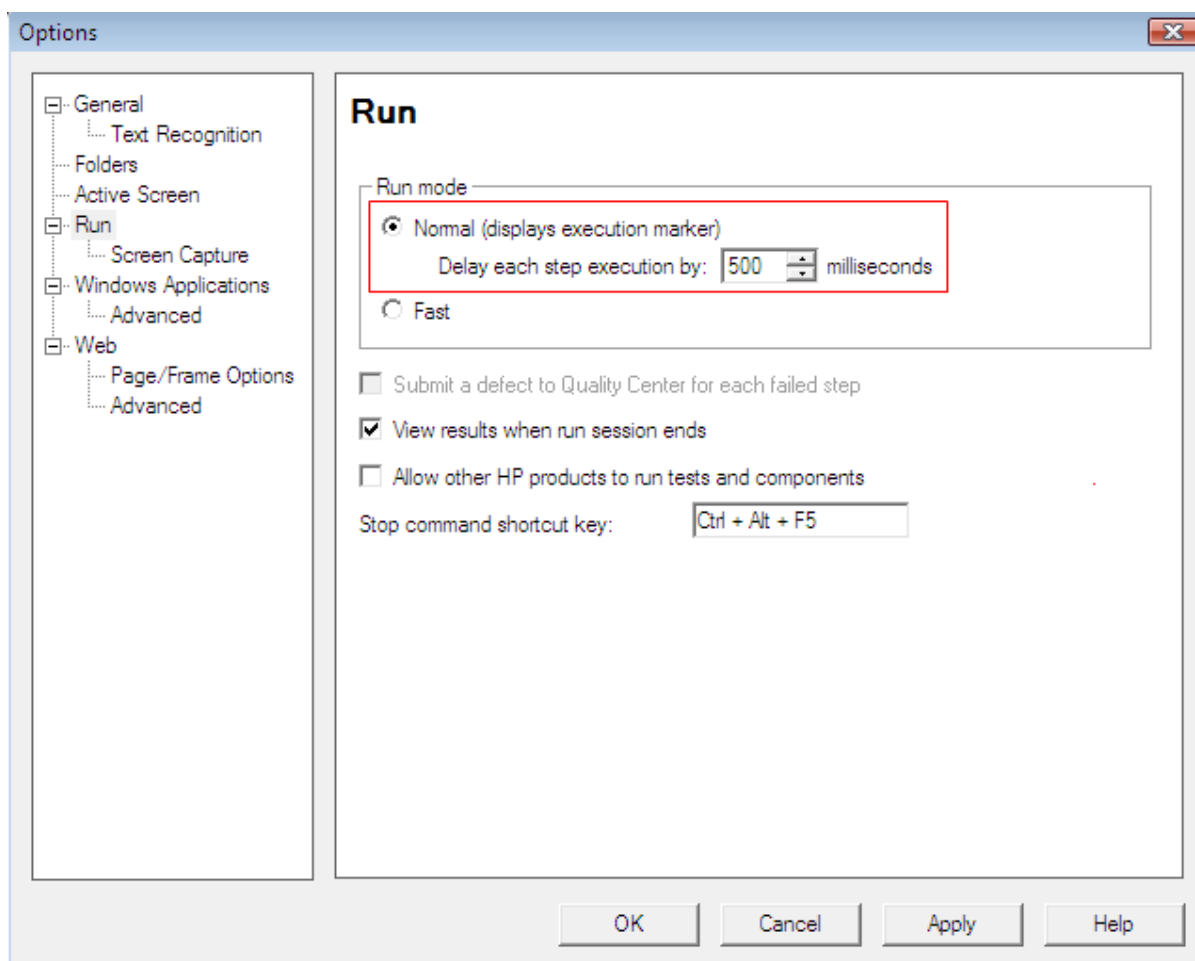 Options
General
Text Recognition
Folders
Active Screen
Run
Screen Capture
Windows Applications
Advanced
Web
Page/Frame Options
Advanced
Run
Run mode
Normal (displays execution marker)
Delay each step execution by: 500 milliseconds
Fast
Submit a defect to Quality Center for each failed step
View results when run session ends
Allow other HP products to run tests and components
Stop command shortcut key: Ctrl + Alt + F5
OK Cancel Apply Help